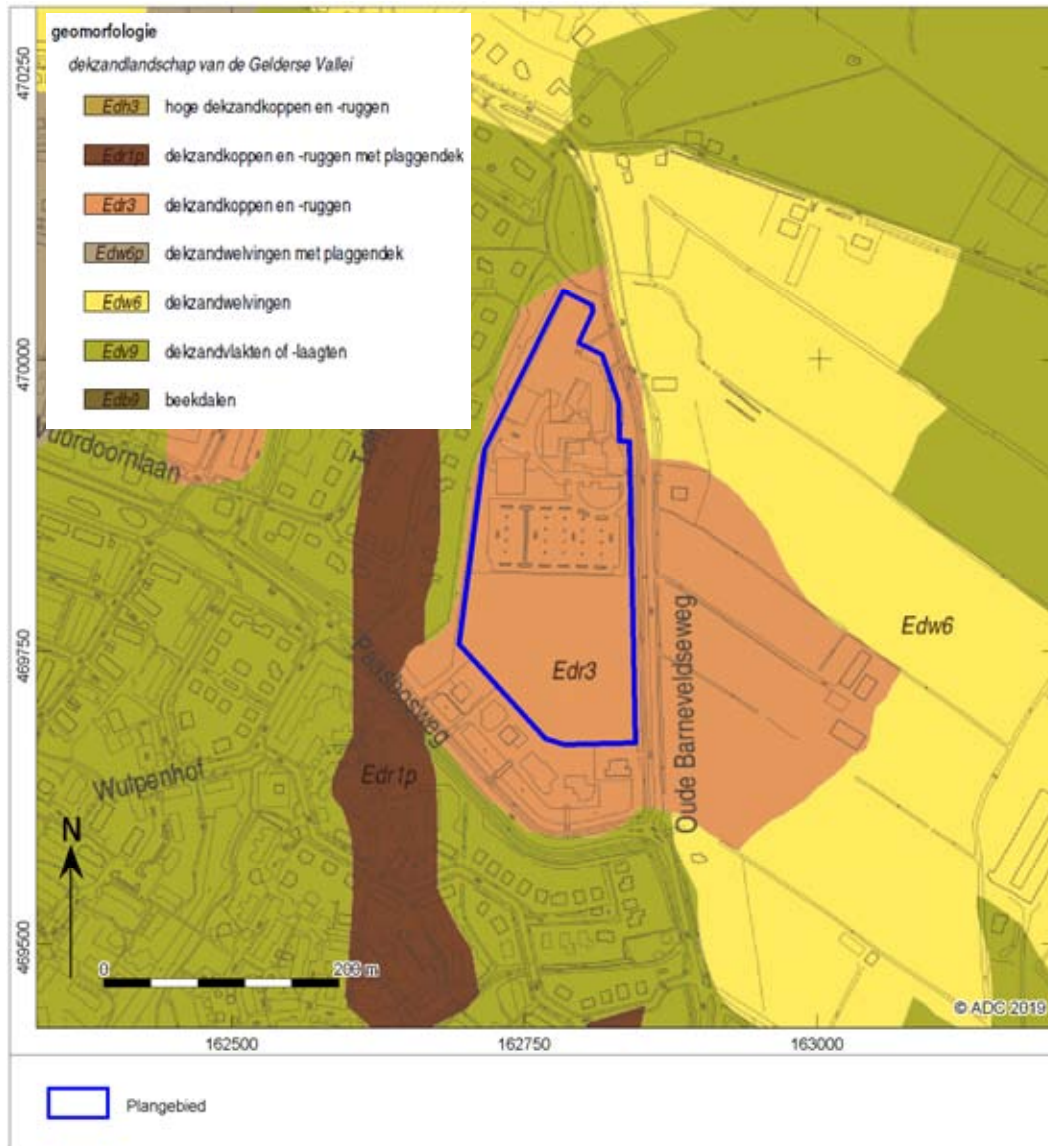 geomorfologie
dekzandlandschap van de Gelderse Vallei
Edh3 hoge dekzandkoppen en -ruggen
Edr1p dekzandkoppen en -ruggen met plaggendek
Edr3 dekzandkoppen en -ruggen
Edw6p dekzandwelvingen met plaggendek
Edw6 dekzandwelvingen
Edv9 dekzandvlakten of -laagten
Edb9 beekdalen
470250
470000
469750
469500
Vuurdoornlaan
Paasbosweg
Wulpenhof
Oude Barneveldseweg
Edw6
Edr3
Edr1p
N
0 200 m
© ADC 2019
162500 162750 163000
Plangebied